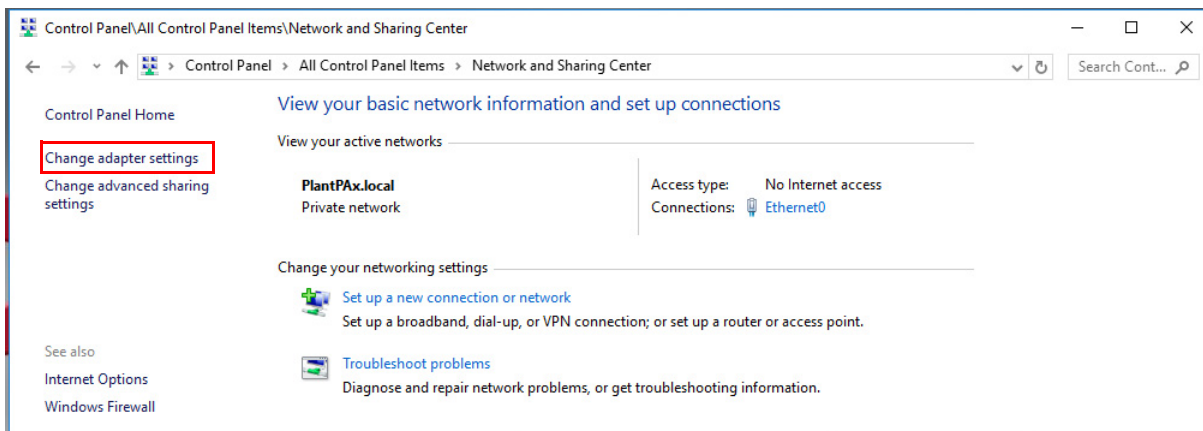 Control Panel\All Control Panel Items\Network and Sharing Center
Control Panel > All Control Panel Items > Network and Sharing Center
Search Cont...
Control Panel Home
Change adapter settings
Change advanced sharing
settings
View your basic network information and set up connections
View your active networks
PlantPAx.local
Private network
Access type: No Internet access
Connections: Ethernet0
Change your networking settings
Set up a new connection or network
Set up a broadband, dial-up, or VPN connection; or set up a router or access point.
Troubleshoot problems
Diagnose and repair network problems, or get troubleshooting information.
See also
Internet Options
Windows Firewall